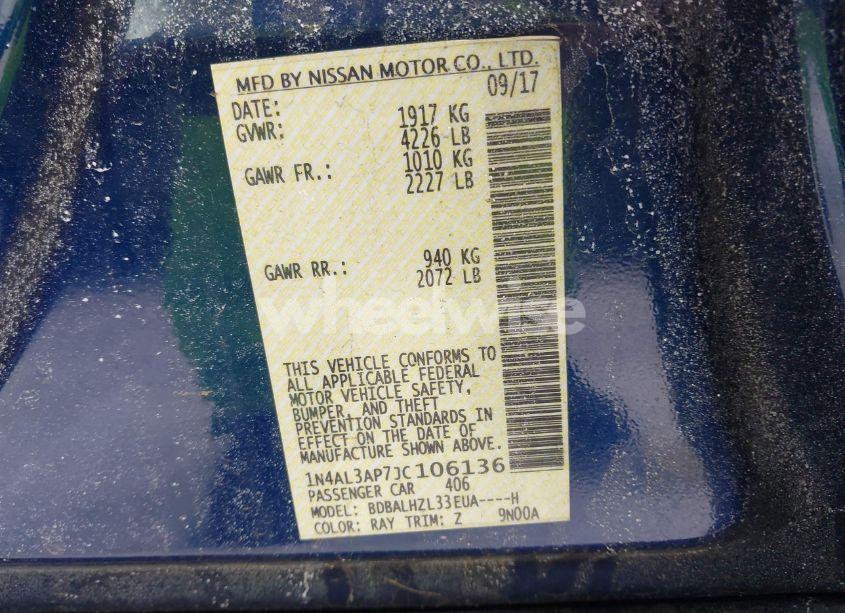 MFD BY NISSAN MOTOR CO., LTD.
DATE: 09/17
GVWR: 1917 KG
4226 LB
GAWR FR.: 1010 KG
2227 LB
GAWR RR.: 940 KG
2072 LB
wheelwise
THIS VEHICLE CONFORMS TO
ALL APPLICABLE FEDERAL
MOTOR VEHICLE SAFETY,
BUMPER, AND THEFT
PREVENTION STANDARDS IN
EFFECT ON THE DATE OF
MANUFACTURE SHOWN ABOVE.
1N4AL3AP7JC106136
PASSENGER CAR 406
MODEL: BDBALHZL33EUA----H
COLOR: RAY TRIM: Z 9N00A